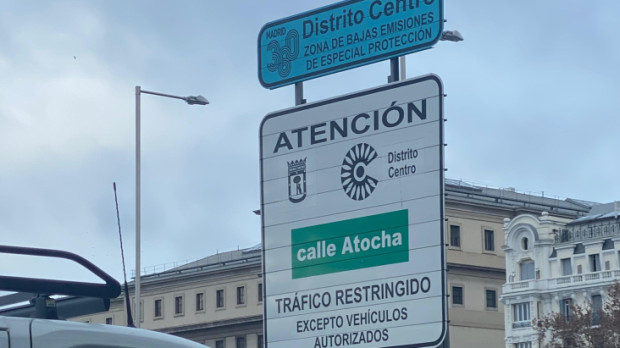 Distrito Centro
MADRID
360
ZONA DE BAJAS EMISIONES
DE ESPECIAL PROTECCIÓN
ATENCIÓN
Distrito
Centro
calle Atocha
TRÁFICO RESTRINGIDO
EXCEPTO VEHÍCULOS
AUTORIZADOS